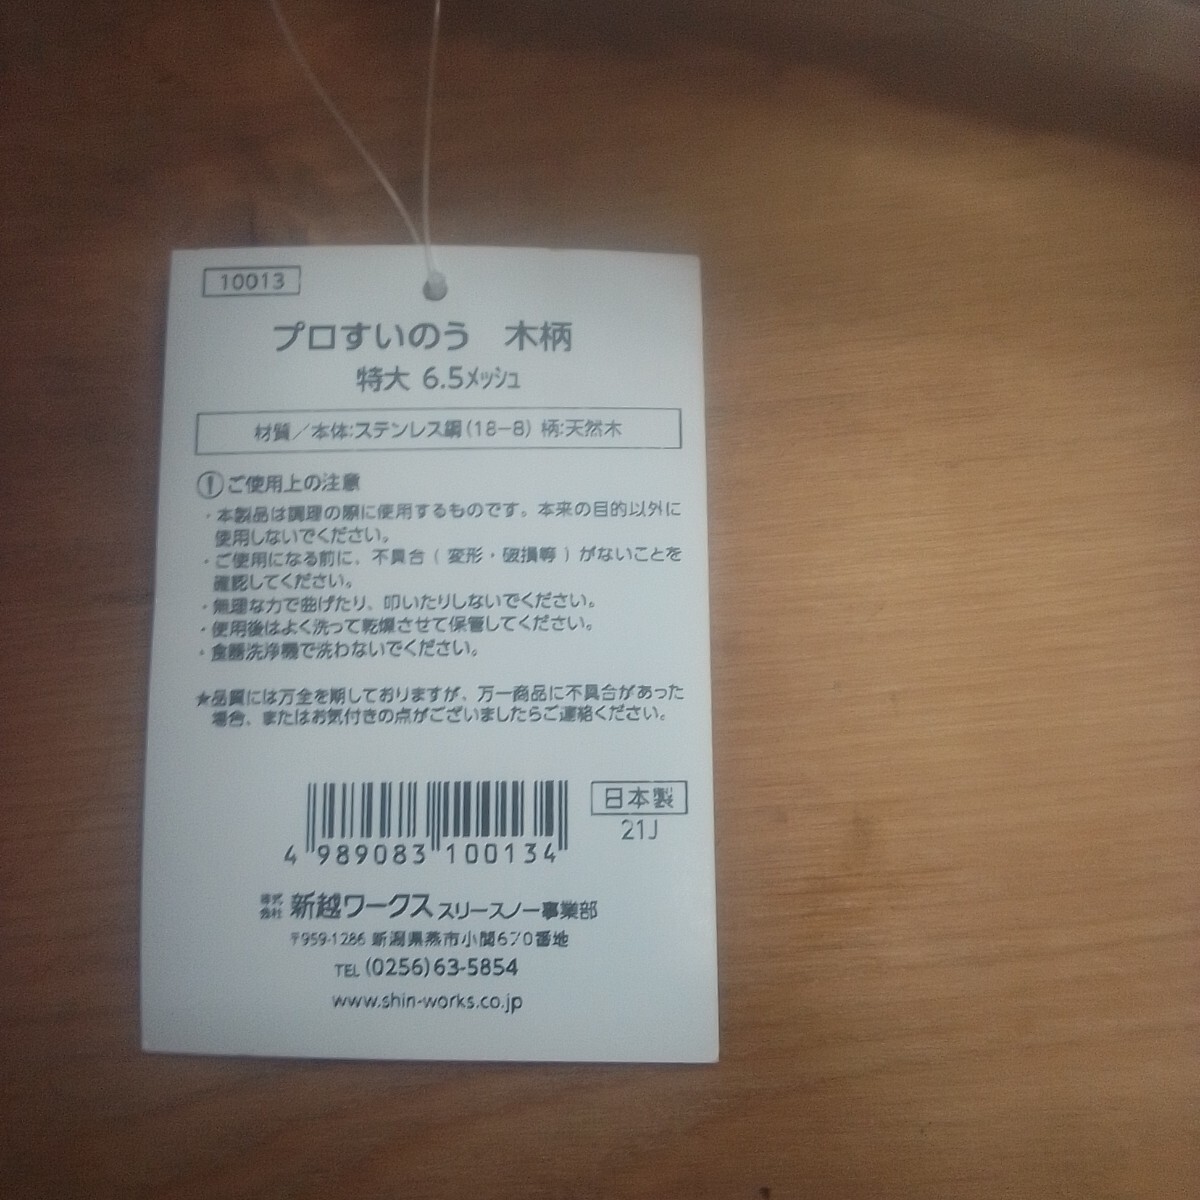 10013
プロすいのう 木柄
特大 6.5メッシュ
材質／本体:ステンレス鋼(18−8) 柄:天然木
! ご使用上の注意
・本製品は調理の際に使用するものです。本来の目的以外に
使用しないでください。
・ご使用になる前に、不具合(変形・破損等)がないことを
確認してください。
・無理な力で曲げたり、叩いたりしないでください。
・使用後はよく洗って乾燥させて保管してください。
・食器洗浄機で洗わないでください。
★品質には万全を期しておりますが、万一商品に不具合があった
場合、またはお気付きの点がございましたらご連絡ください。
日本製
21J
4 989083 100134
株式会社 新越ワークス スリースノー事業部
〒959-1286 新潟県燕市小関670番地
TEL (0256)63-5854
www.shin-works.co.jp